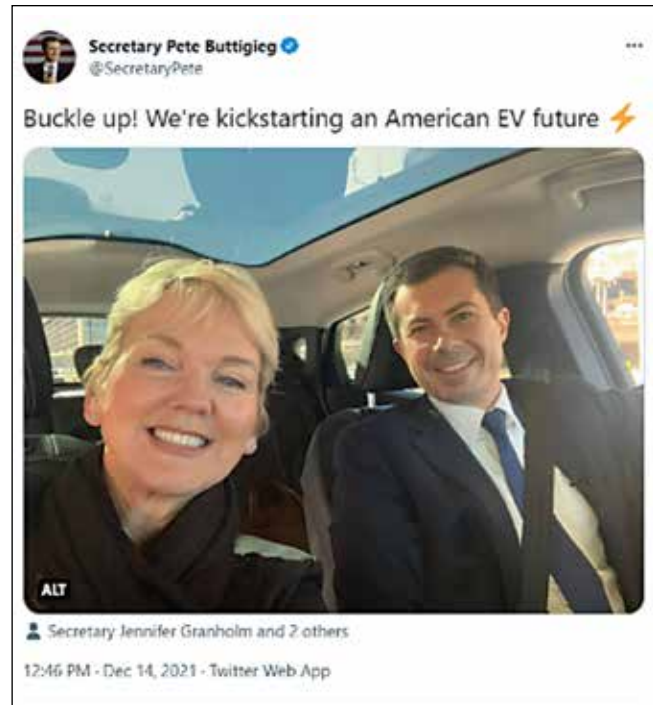 Secretary Pete Buttigieg
@SecretaryPete
Buckle up! We're kickstarting an American EV future ⚡
ALT
Secretary Jennifer Granholm and 2 others
12:46 PM · Dec 14, 2021 · Twitter Web App